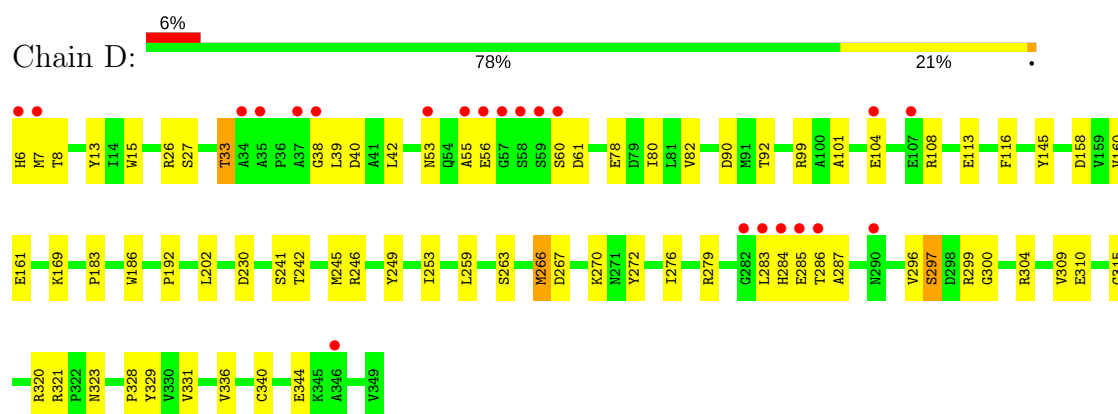 6%
Chain D:
78%
21%
H6 M7 T8 Y13 I14 W15 R26 S27 T33 A34 A35 P36 A37 G38 L39 D40 A41 L42 N53 Q54 A55 E56 G57 S58 S59 S60 D61 E78 D79 I80 L81 V82 D90 M91 T92 R99 A100 A101 E104 E107 R108 E113 F116 Y145 D158 V159 V160
E161 K169 P183 W186 P192 L202 D230 S241 T242 M245 R246 Y249 I253 L259 S263 M266 D267 K270 N271 Y272 I276 R279 G282 L283 H284 E285 T286 A287 N290 V296 S297 D298 R299 G300 R304 V309 E310 G315
R320 R321 P322 N323 P328 Y329 V330 V331 V336 C340 E344 K345 A346 V349